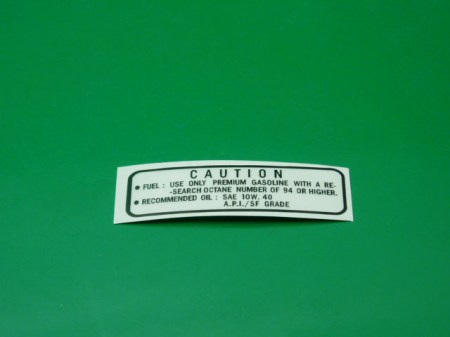 CAUTION
• FUEL : USE ONLY PREMIUM GASOLINE WITH A RE-
-SEARCH OCTANE NUMBER OF 94 OR HIGHER.
• RECOMMENDED OIL : SAE 10W. 40
A.P.I./SF GRADE